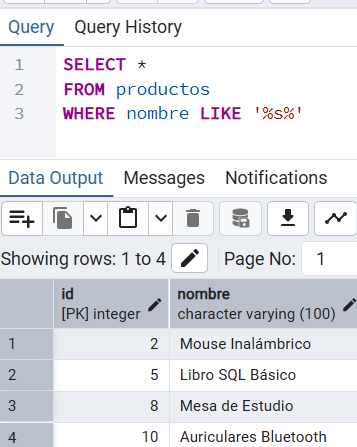 Query Query History
1 SELECT *
2 FROM productos
3 WHERE nombre LIKE '%s%'
Data Output Messages Notifications
Showing rows: 1 to 4 Page No: 1
id nombre
[PK] integer character varying (100)
1 2 Mouse Inalámbrico
2 5 Libro SQL Básico
3 8 Mesa de Estudio
4 10 Auriculares Bluetooth